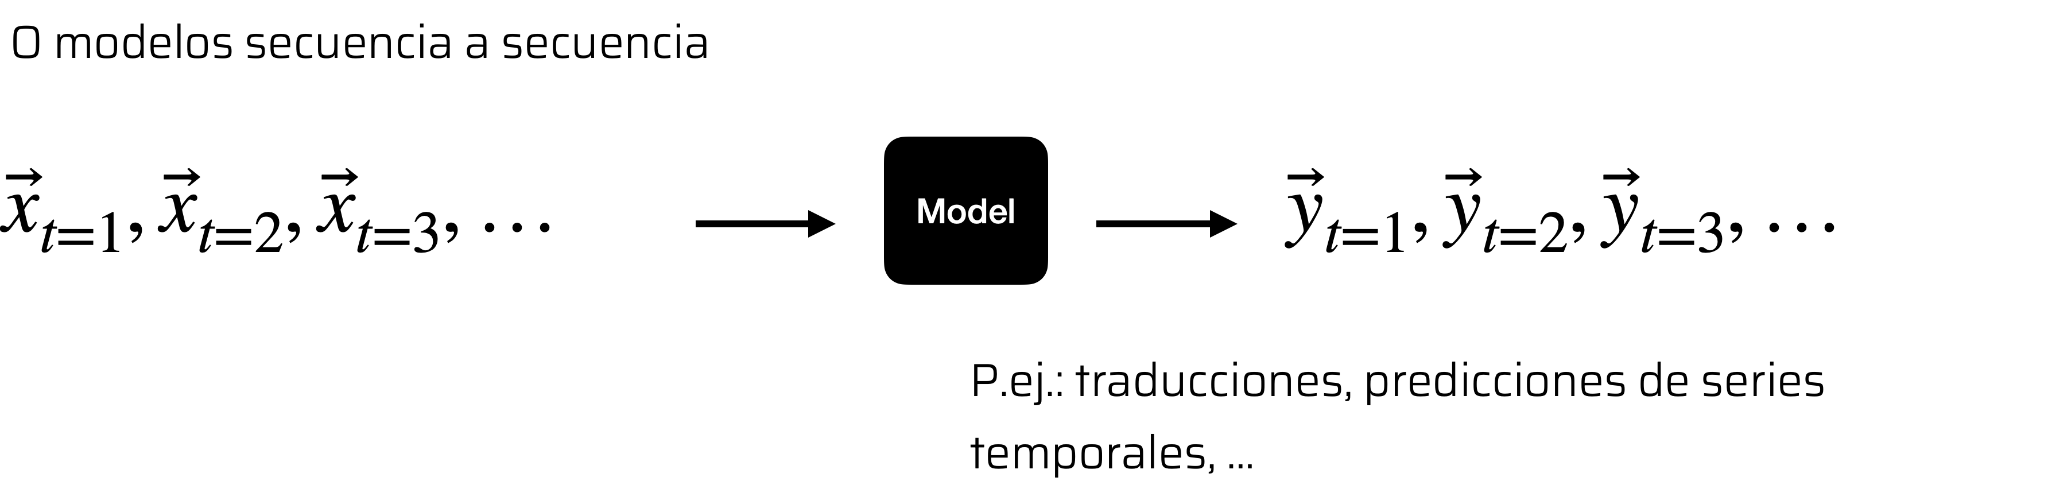 O modelos secuencia a secuencia
x⃗ₜ₌₁, x⃗ₜ₌₂, x⃗ₜ₌₃, … Model y⃗ₜ₌₁, y⃗ₜ₌₂, y⃗ₜ₌₃, …
P.ej.: traducciones, predicciones de series
temporales, ...